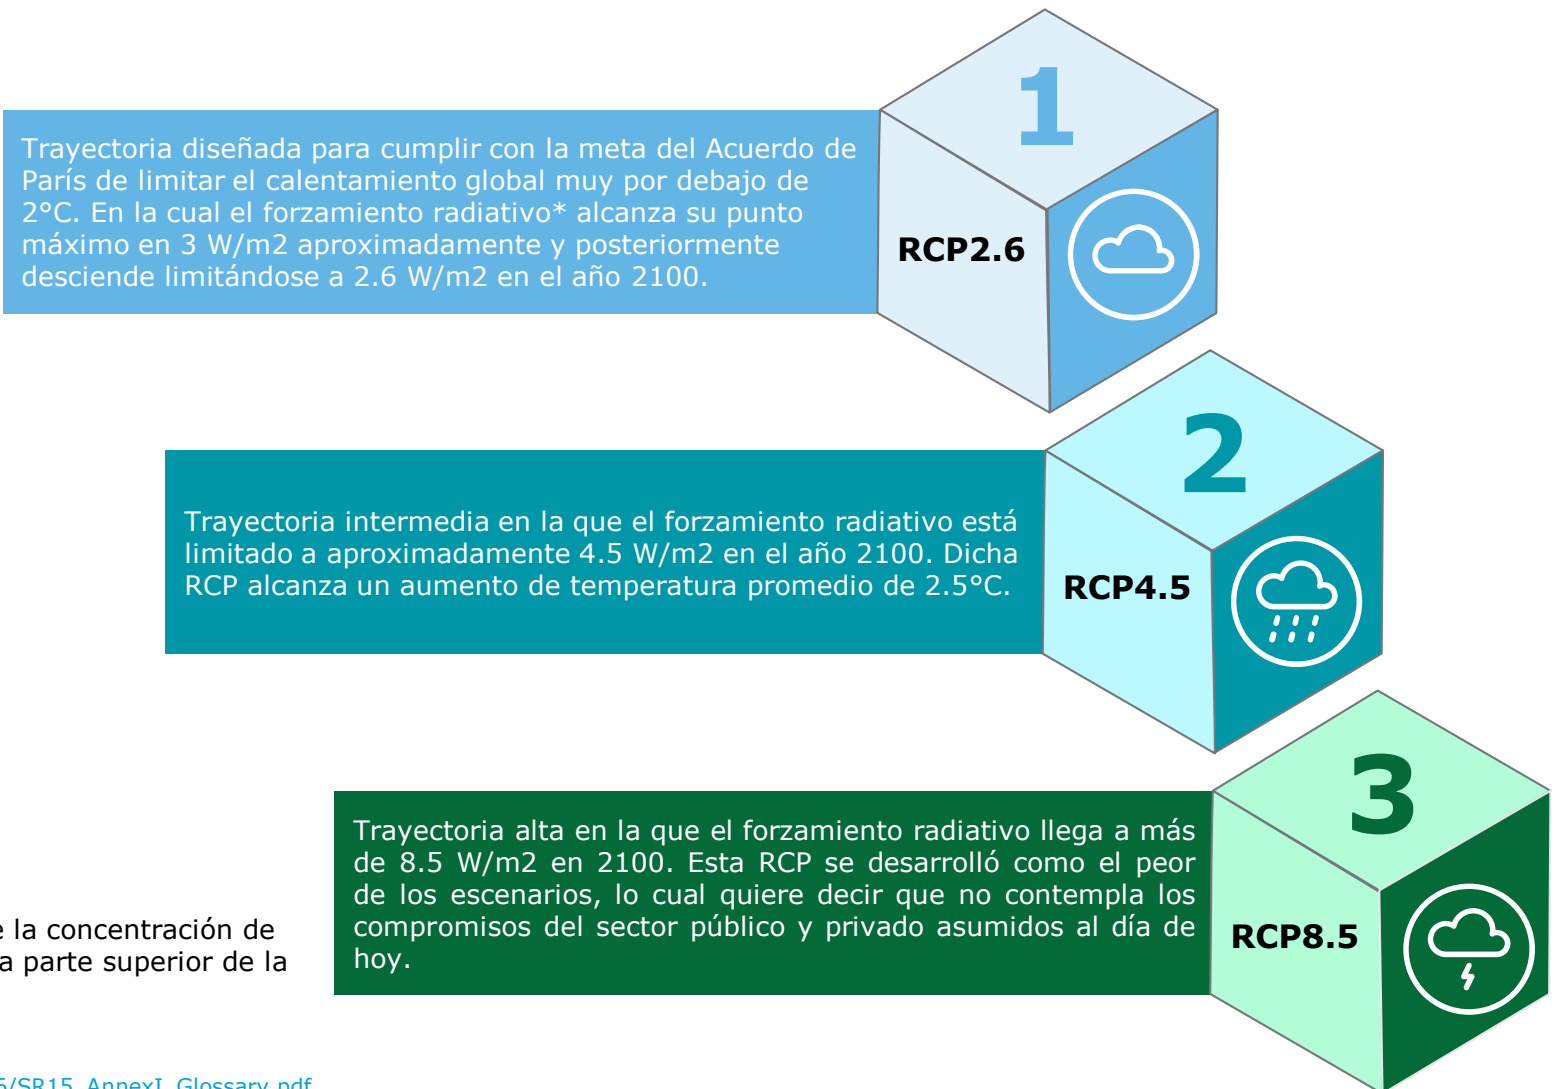 1
Trayectoria diseñada para cumplir con la meta del Acuerdo de
París de limitar el calentamiento global muy por debajo de
2°C. En la cual el forzamiento radiativo* alcanza su punto
máximo en 3 W/m2 aproximadamente y posteriormente
desciende limitándose a 2.6 W/m2 en el año 2100.
RCP2.6
2
Trayectoria intermedia en la que el forzamiento radiativo está
limitado a aproximadamente 4.5 W/m2 en el año 2100. Dicha
RCP alcanza un aumento de temperatura promedio de 2.5°C.
RCP4.5
3
Trayectoria alta en la que el forzamiento radiativo llega a más
de 8.5 W/m2 en 2100. Esta RCP se desarrolló como el peor
de los escenarios, lo cual quiere decir que no contempla los
compromisos del sector público y privado asumidos al día de
hoy.
RCP8.5
la concentración de
a parte superior de la
/SR15_AnnexI_Glossary.pdf